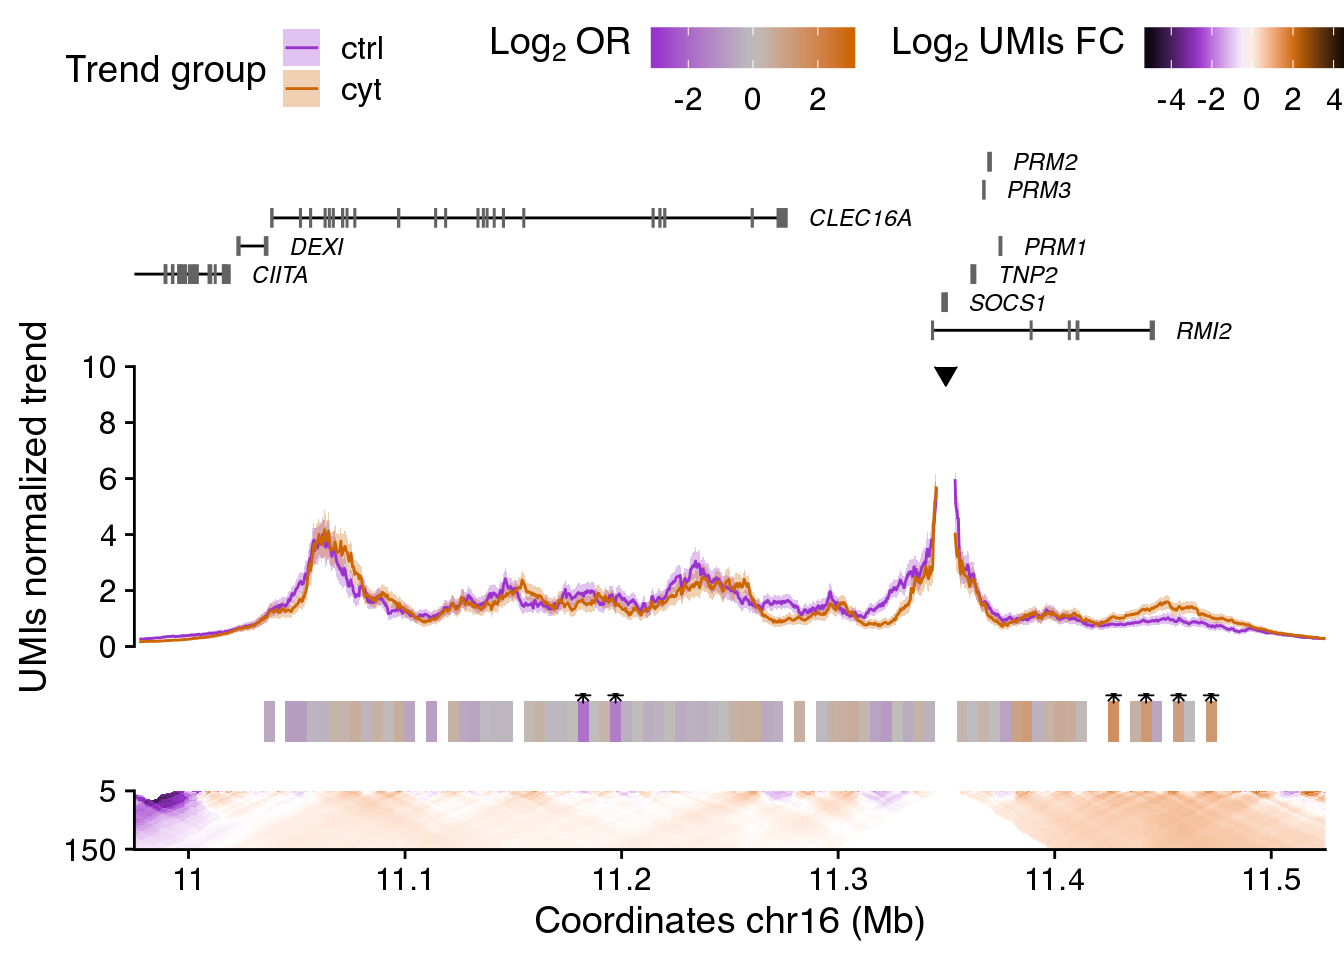 Trend group
ctrl
cyt
Log2 OR
-2 0 2
Log2 UMIs FC
-4 -2 0 2 4
PRM2
PRM3
CLEC16A
DEXI
PRM1
CIITA
TNP2
SOCS1
RMI2
UMIs normalized trend
10
8
6
4
2
0
* * * * * *
5
150
11 11.1 11.2 11.3 11.4 11.5
Coordinates chr16 (Mb)